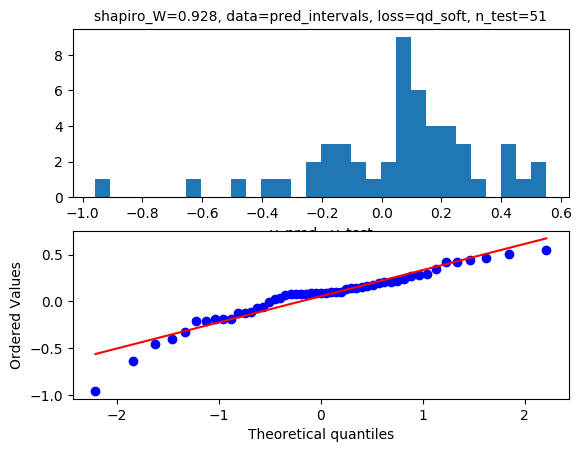 shapiro_W=0.928, data=pred_intervals, loss=qd_soft, n_test=51
8
6
4
2
0
-1.0 -0.8 -0.6 -0.4 -0.2 0.0 0.2 0.4 0.6
0.5
0.0
−0.5
−1.0
Ordered Values
−2 −1 0 1 2
Theoretical quantiles